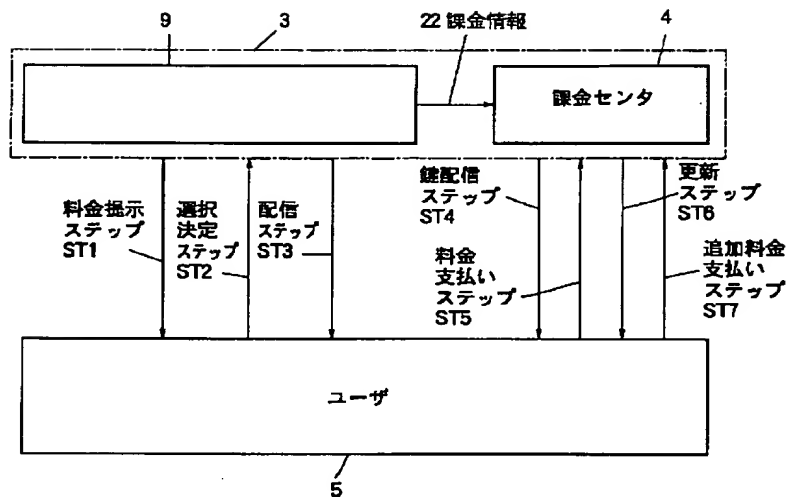 9
3
22 課金情報
4
課金センタ
料金提示
ステップ
ST1
選択
決定
ステップ
ST2
配信
ステップ
ST3
鍵配信
ステップ
ST4
料金
支払い
ステップ
ST5
更新
ステップ
ST6
追加料金
支払い
ステップ
ST7
ユーザ
5